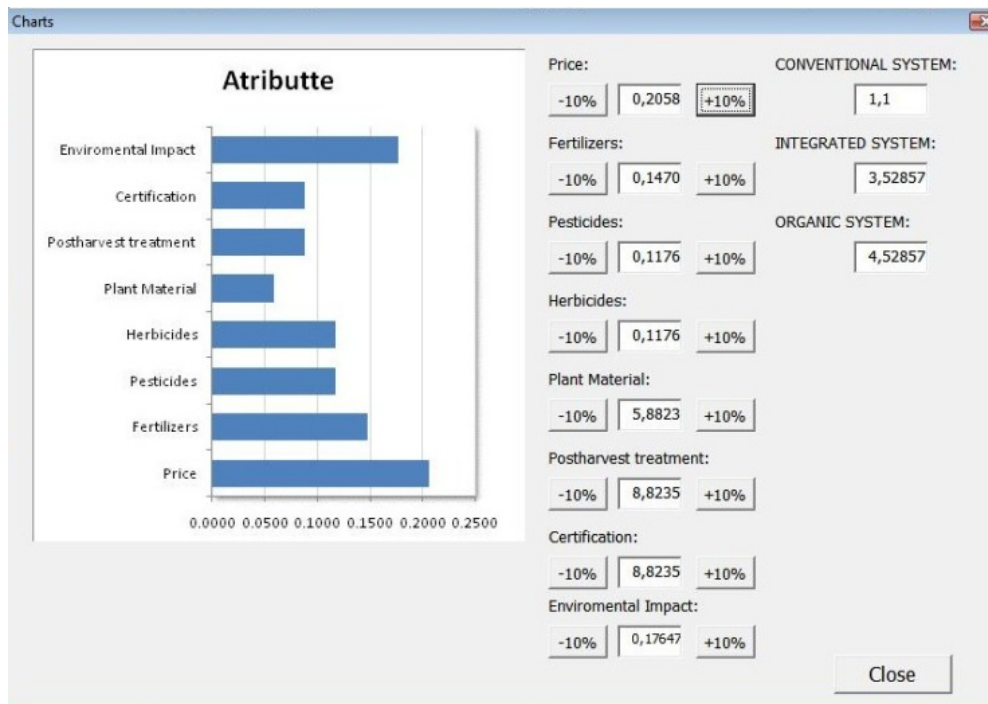 Charts
Atributte
Enviromental Impact
Certification
Postharvest treatment
Plant Material
Herbicides
Pesticides
Fertilizers
Price
0.0000 0.0500 0.1000 0.1500 0.2000 0.2500
Price:
-10% 0,2058 +10%
Fertilizers:
-10% 0,1470 +10%
Pesticides:
-10% 0,1176 +10%
Herbicides:
-10% 0,1176 +10%
Plant Material:
-10% 5,8823 +10%
Postharvest treatment:
-10% 8,8235 +10%
Certification:
-10% 8,8235 +10%
Enviromental Impact:
-10% 0,17647 +10%
CONVENTIONAL SYSTEM:
1,1
INTEGRATED SYSTEM:
3,52857
ORGANIC SYSTEM:
4,52857
Close